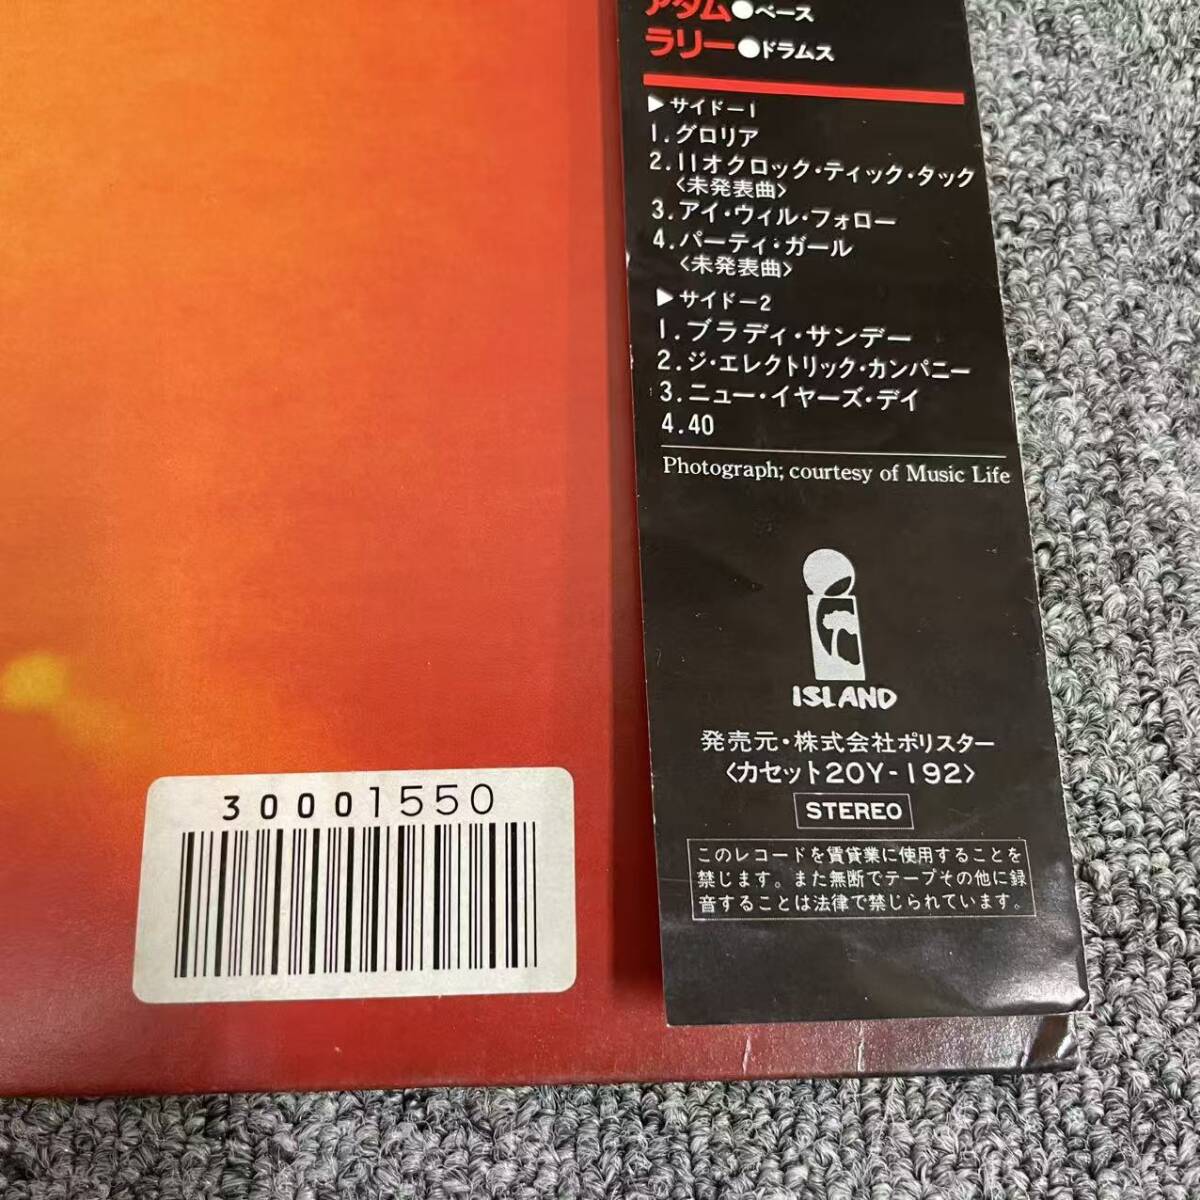 アダム●ベース
ラリー●ドラムス
▶サイド―1
1.グロリア
2.11オクロック・ティック・タック
〈未発表曲〉
3.アイ・ウィル・フォロー
4.パーティ・ガール
〈未発表曲〉
▶サイド―2
1.ブラディ・サンデー
2.ジ・エレクトリック・カンパニー
3.ニュー・イヤーズ・デイ
4.40
Photograph; courtesy of Music Life
ISLAND
発売元・株式会社ポリスター
〈カセット20Y-192〉
STEREO
このレコードを賃貸業に使用することを
禁じます。また無断でテープその他に録
音することは法律で禁じられています。
30001550